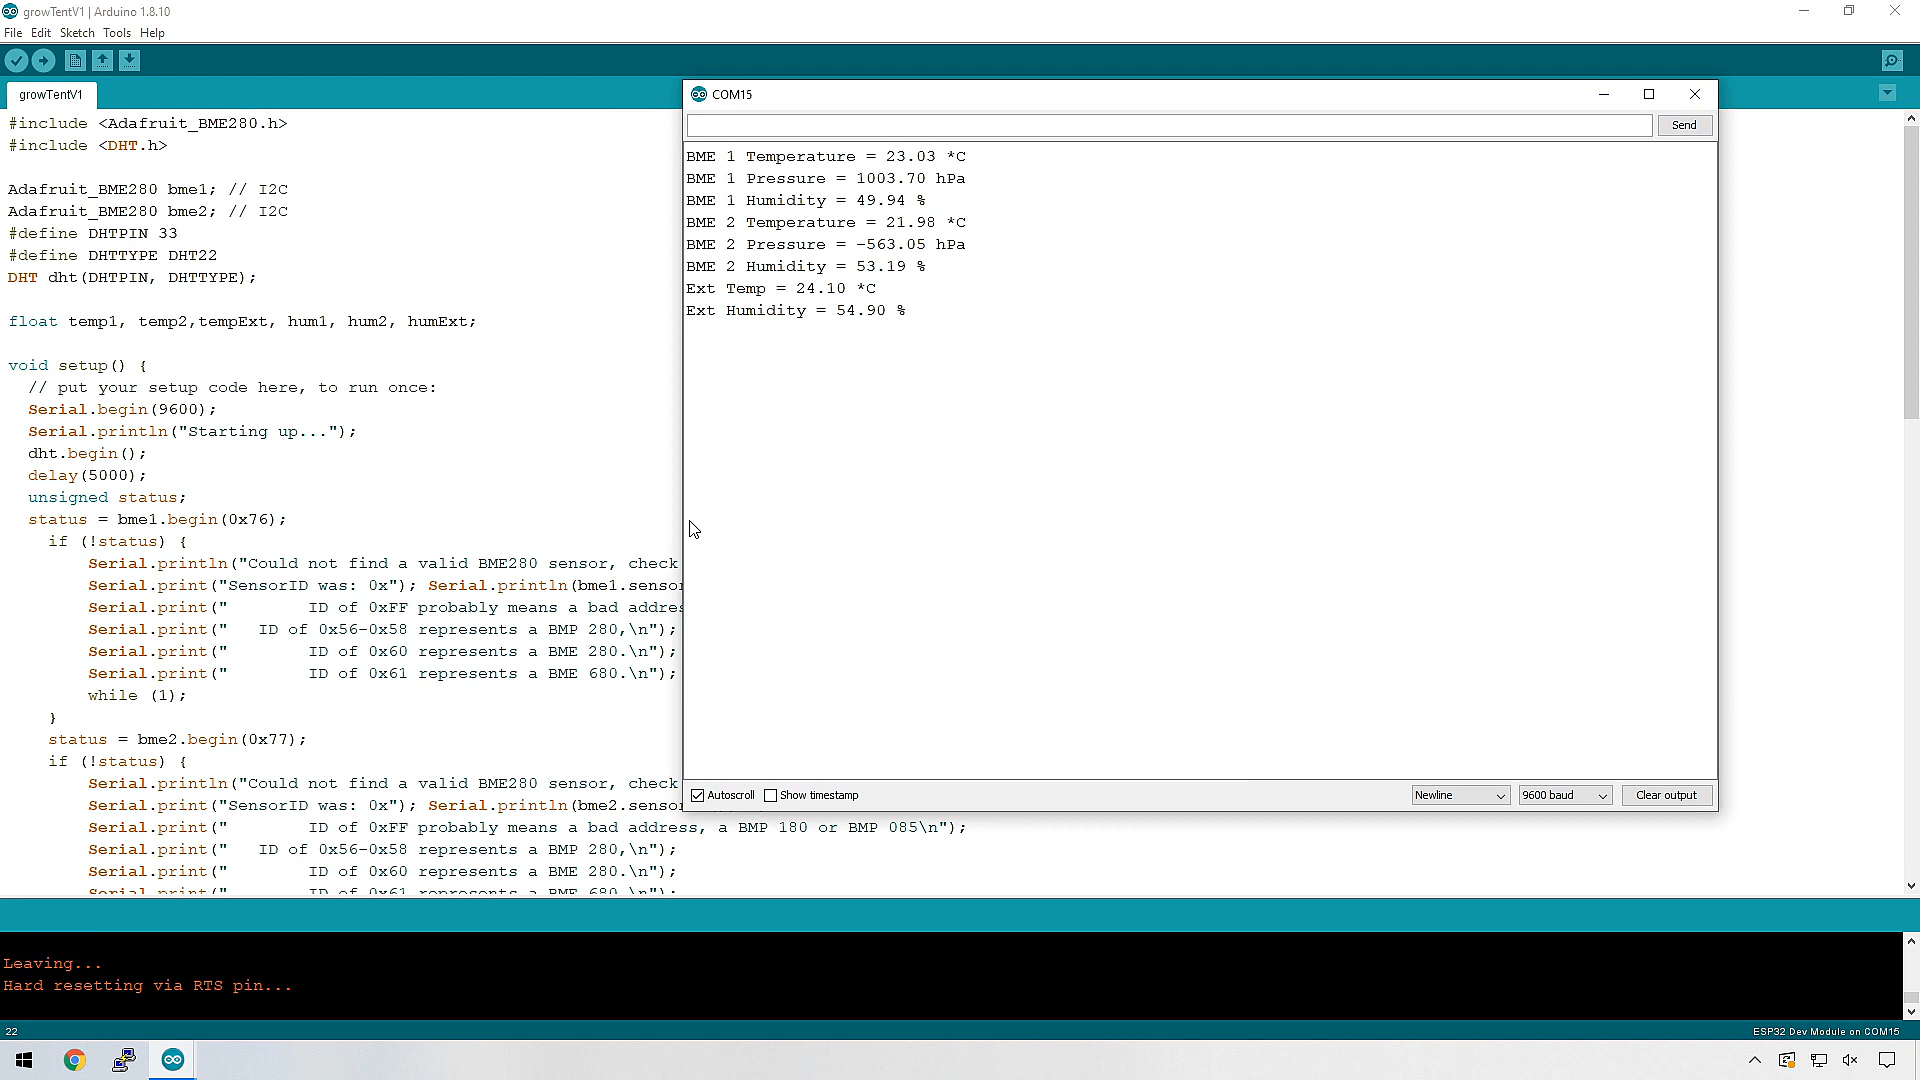 growTentV1 | Arduino 1.8.10
File Edit Sketch Tools Help
growTentV1
#include <Adafruit_BME280.h>
#include <DHT.h>
Adafruit_BME280 bme1; // I2C
Adafruit_BME280 bme2; // I2C
#define DHTPIN 33
#define DHTTYPE DHT22
DHT dht(DHTPIN, DHTTYPE);
float temp1, temp2,tempExt, hum1, hum2, humExt;
void setup() {
// put your setup code here, to run once:
Serial.begin(9600);
Serial.println("Starting up...");
dht.begin();
delay(5000);
unsigned status;
status = bme1.begin(0x76);
if (!status) {
Serial.println("Could not find a valid BME280 sensor, check
Serial.print("SensorID was: 0x"); Serial.println(bme1.sensor
Serial.print("        ID of 0xFF probably means a bad addres
Serial.print("   ID of 0x56-0x58 represents a BMP 280,\n");
Serial.print("        ID of 0x60 represents a BME 280.\n");
Serial.print("        ID of 0x61 represents a BME 680.\n");
while (1);
}
status = bme2.begin(0x77);
if (!status) {
Serial.println("Could not find a valid BME280 sensor, check
Serial.print("SensorID was: 0x"); Serial.println(bme2.sensor
Serial.print("        ID of 0xFF probably means a bad address, a BMP 180 or BMP 085\n");
Serial.print("   ID of 0x56-0x58 represents a BMP 280,\n");
Serial.print("        ID of 0x60 represents a BME 280.\n");
Serial.print("        ID of 0x61 represents a BME 680.\n");
COM15
Send
BME 1 Temperature = 23.03 *C
BME 1 Pressure = 1003.70 hPa
BME 1 Humidity = 49.94 %
BME 2 Temperature = 21.98 *C
BME 2 Pressure = -563.05 hPa
BME 2 Humidity = 53.19 %
Ext Temp = 24.10 *C
Ext Humidity = 54.90 %
Autoscroll Show timestamp Newline 9600 baud Clear output
Leaving...
Hard resetting via RTS pin...
22 ESP32 Dev Module on COM15